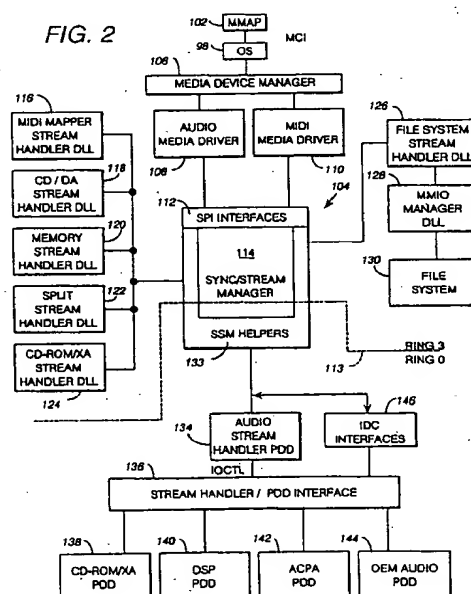 FIG. 2
102
MMAP
98
OS
MCI
106
MEDIA DEVICE MANAGER
116
MIDI MAPPER
STREAM
HANDLER DLL
AUDIO
MEDIA DRIVER
108
MIDI
MEDIA DRIVER
110
126
FILE SYSTEM
STREAM
HANDLER DLL
118
CD / DA
STREAM
HANDLER DLL
104
128
MMIO
MANAGER
DLL
112
SPI INTERFACES
120
MEMORY
STREAM
HANDLER DLL
114
SYNC/STREAM
MANAGER
130
FILE
SYSTEM
122
SPLIT
STREAM
HANDLER DLL
SSM HELPERS
133
RING 3
RING 0
113
CD-ROM/XA
STREAM
HANDLER DLL
124
134
AUDIO
STREAM
HANDLER PDD
146
IDC
INTERFACES
136
IOCTL
STREAM HANDLER / PDD INTERFACE
138
140
142
144
CD-ROM/XA
PDD
DSP
PDD
ACPA
PDD
OEM AUDIO
PDD